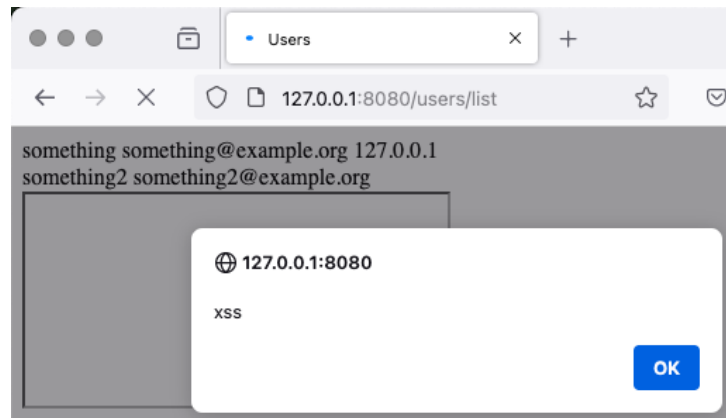 Users
127.0.0.1:8080/users/list
something something@example.org 127.0.0.1
something2 something2@example.org
127.0.0.1:8080
xss
OK